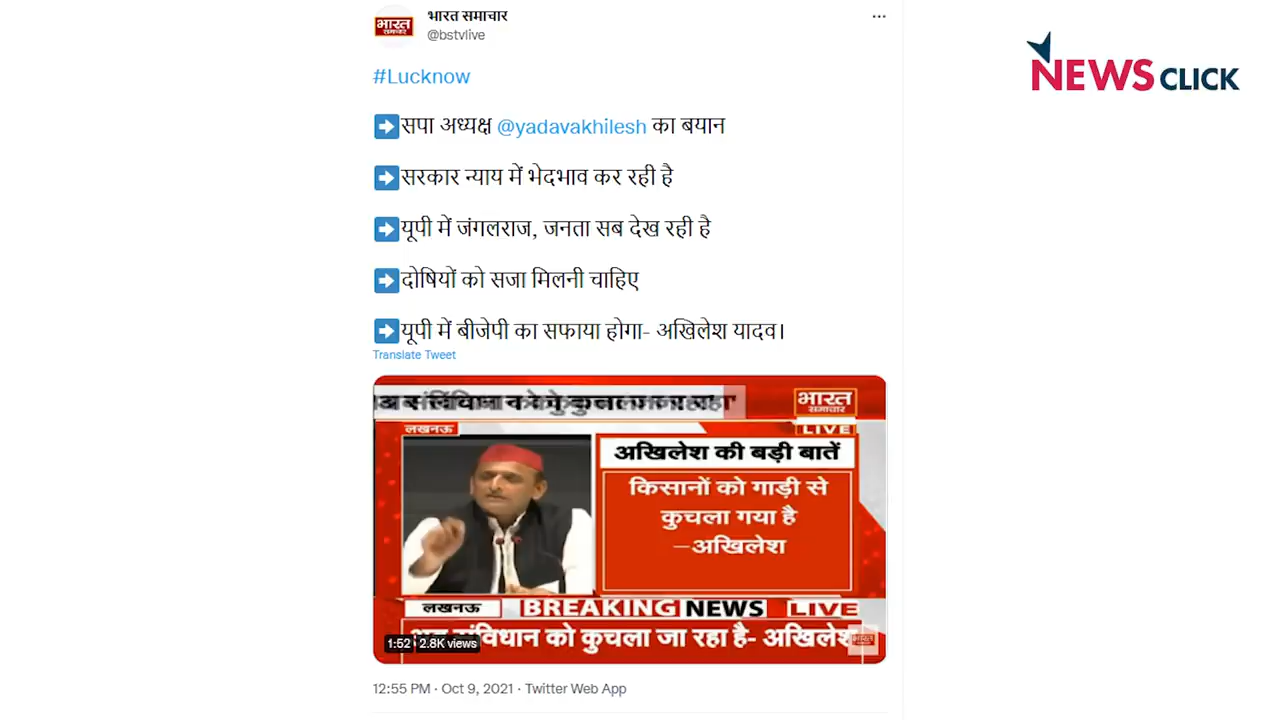 भारत समाचार
@bstvlive
NEWS CLICK
#Lucknow
सपा अध्यक्ष @yadavakhilesh का बयान
सरकार न्याय में भेदभाव कर रही है
यूपी में जंगलराज, जनता सब देख रही है
दोषियों को सजा मिलनी चाहिए
यूपी में बीजेपी का सफाया होगा- अखिलेश यादव।
Translate Tweet
भारत
समाचार
LIVE
लखनऊ
अखिलेश की बड़ी बातें
किसानों को गाड़ी से
कुचला गया है
–अखिलेश
लखनऊ BREAKING NEWS LIVE
संविधान को कुचला जा रहा है- अखिलेश
1:52 2.8K views
12:55 PM · Oct 9, 2021 · Twitter Web App